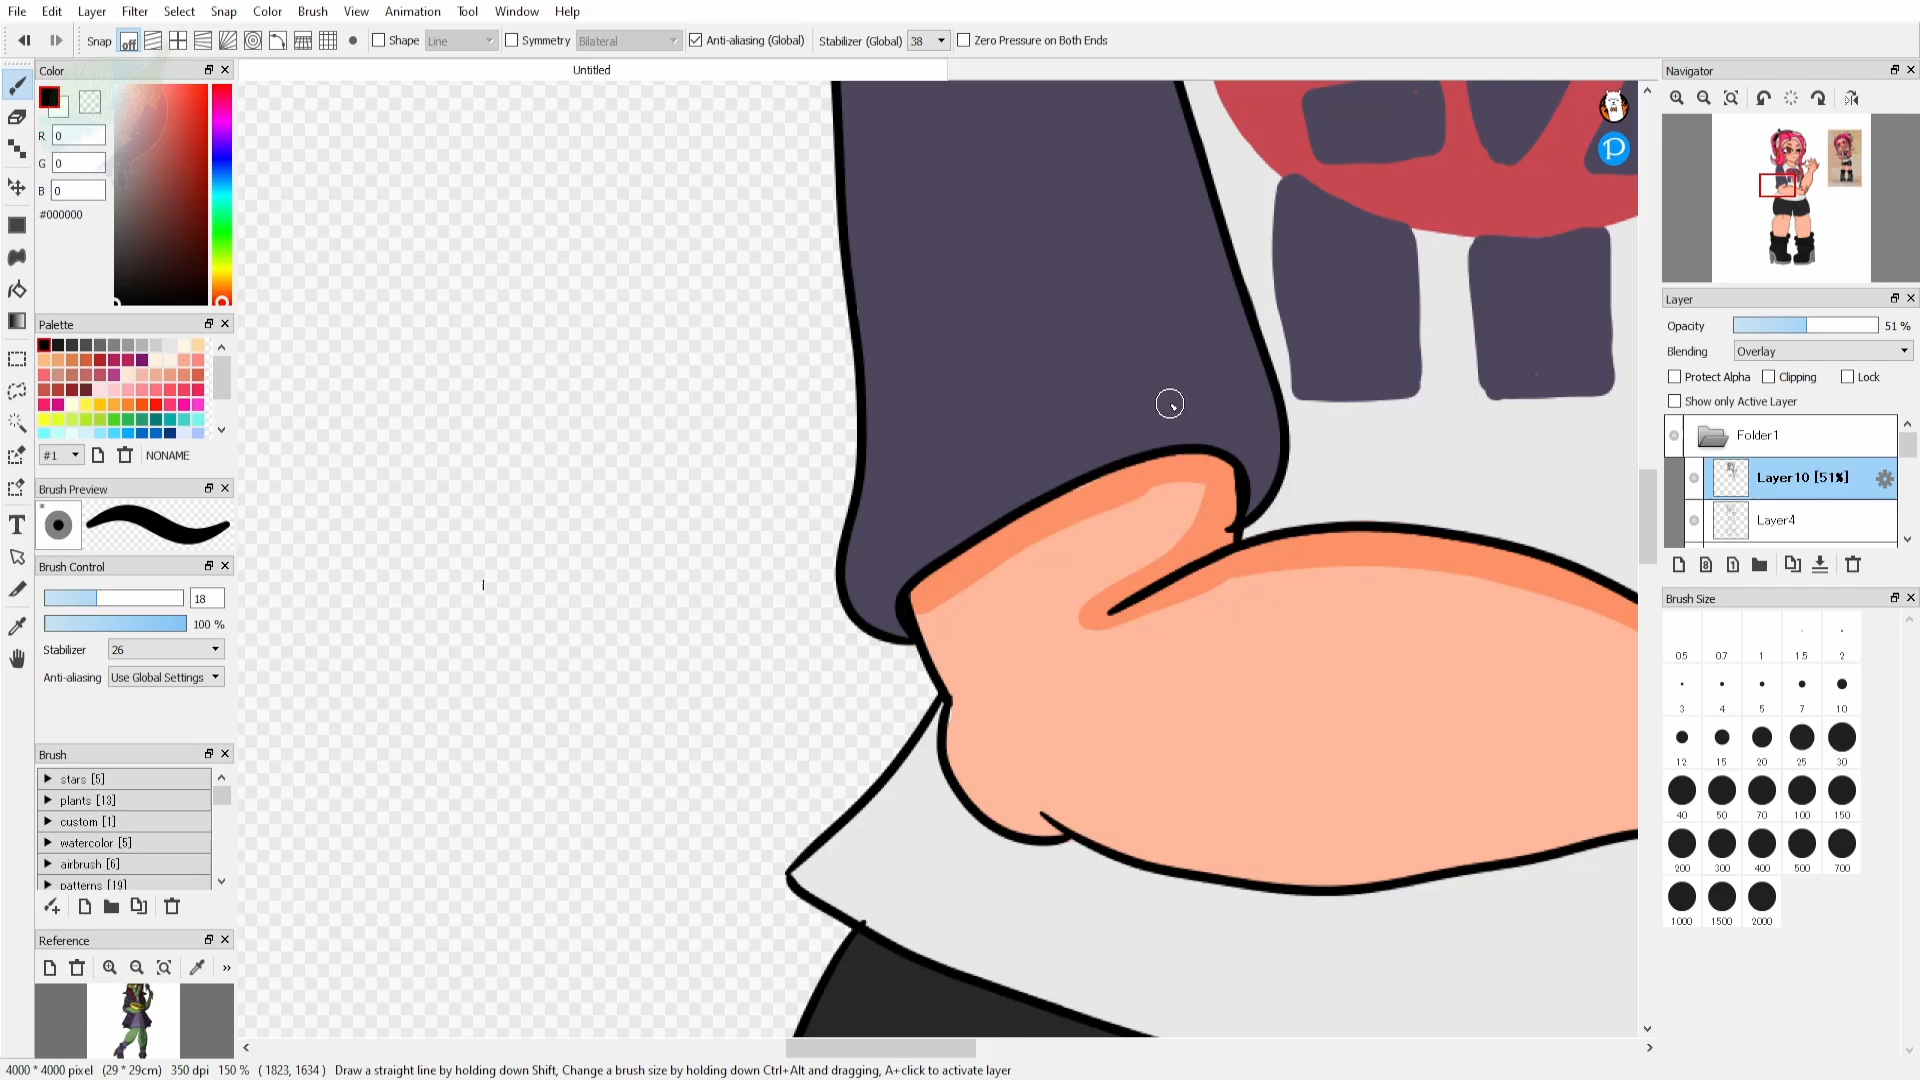 File Edit Layer Filter Select Snap Color Brush View Animation Tool Window Help
Snap off Shape Line Symmetry Bilateral Anti-aliasing (Global) Stabilizer (Global) 38 Zero Pressure on Both Ends
Color
Untitled
Navigator
R 0
G 0
B 0
#000000
Palette
#1 NONAME
Brush Preview
Brush Control
18
100 %
Stabilizer 26
Anti-aliasing Use Global Settings
Brush
stars [5]
plants [13]
custom [1]
watercolor [5]
airbrush [6]
patterns [19]
Reference
Layer
Opacity 51 %
Blending Overlay
Protect Alpha Clipping Lock
Show only Active Layer
Folder1
Layer10 [51%]
Layer4
Brush Size
0.5 0.7 1 1.5 2
3 4 5 7 10
12 15 20 25 30
40 50 70 100 150
200 300 400 500 700
1000 1500 2000
4000 * 4000 pixel (29 * 29cm) 350 dpi 150 % ( 1823, 1634 ) Draw a straight line by holding down Shift, Change a brush size by holding down Ctrl+Alt and dragging, A+click to activate layer